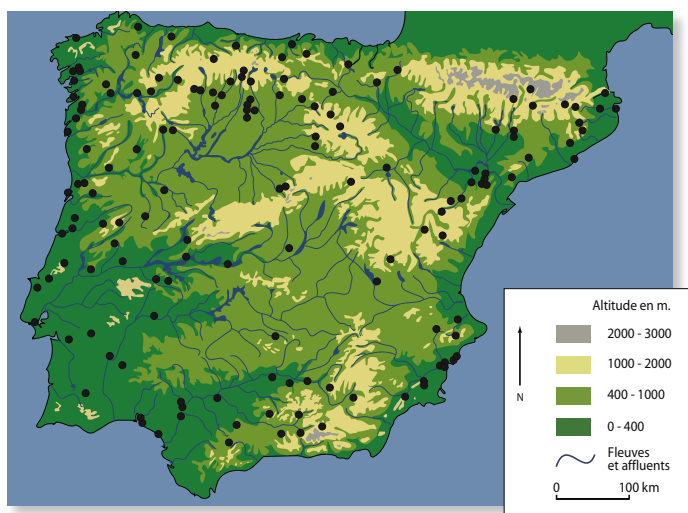 Altitude en m.
2000 - 3000
1000 - 2000
400 - 1000
0 - 400
N
Fleuves
et affluents
0 100 km